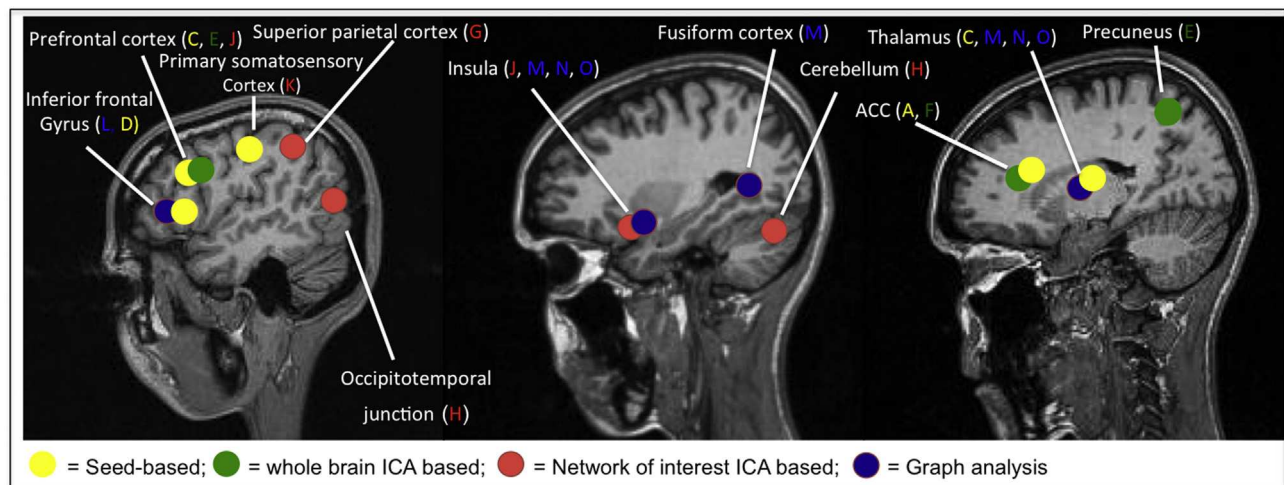 Prefrontal cortex (C, E, J)
Superior parietal cortex (G)
Primary somatosensory
Cortex (K)
Inferior frontal
Gyrus (L, D)
Occipitotemporal
junction (H)
Fusiform cortex (M)
Insula (J, M, N, O)
Cerebellum (H)
Thalamus (C, M, N, O)
Precuneus (E)
ACC (A, F)
= Seed-based; = whole brain ICA based; = Network of interest ICA based; = Graph analysis